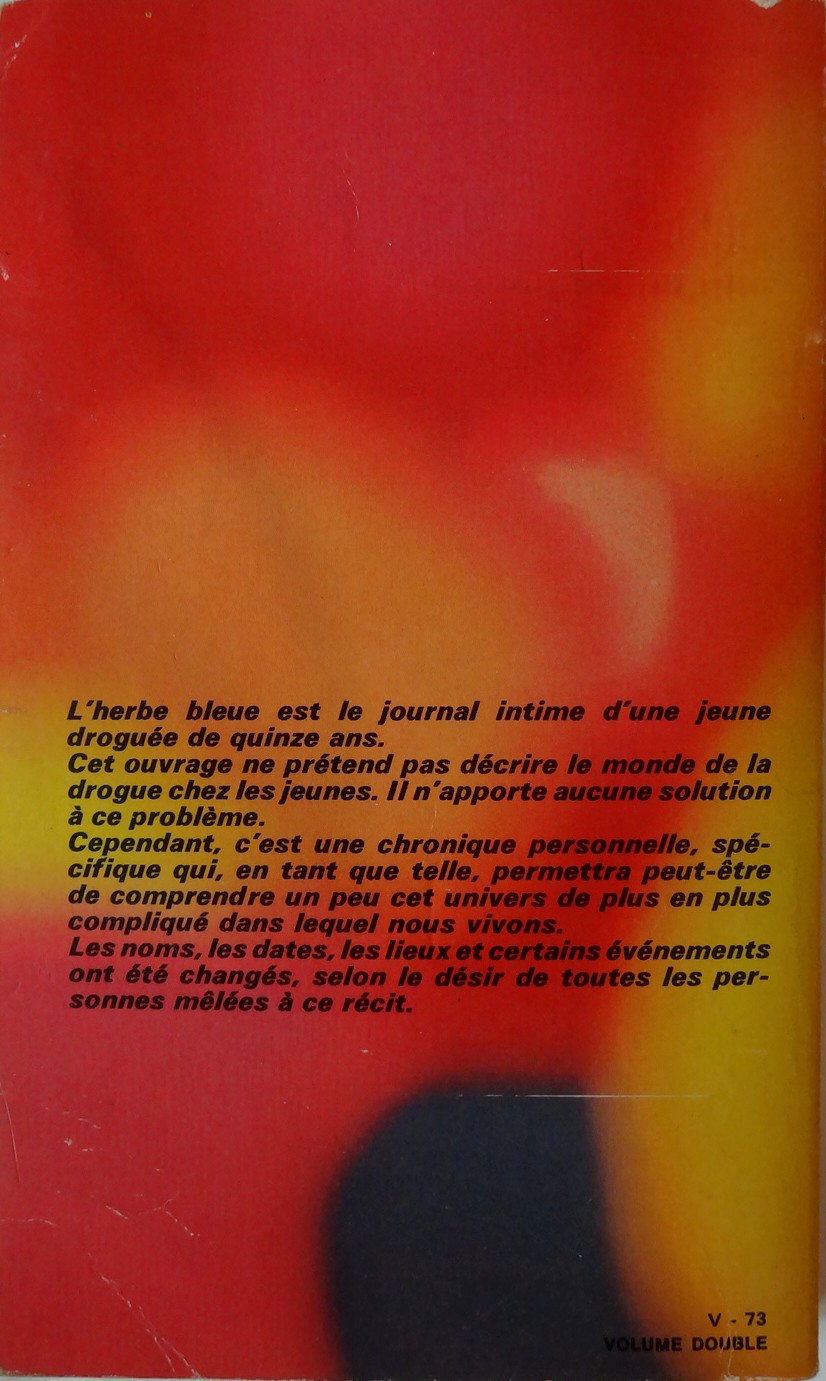 L'herbe bleue est le journal intime d'une jeune
droguée de quinze ans.
Cet ouvrage ne prétend pas décrire le monde de la
drogue chez les jeunes. Il n'apporte aucune solution
à ce problème.
Cependant, c'est une chronique personnelle, spé-
cifique qui, en tant que telle, permettra peut-être
de comprendre un peu cet univers de plus en plus
compliqué dans lequel nous vivons.
Les noms, les dates, les lieux et certains événements
ont été changés, selon le désir de toutes les per-
sonnes mêlées à ce récit.
V - 73
VOLUME DOUBLE